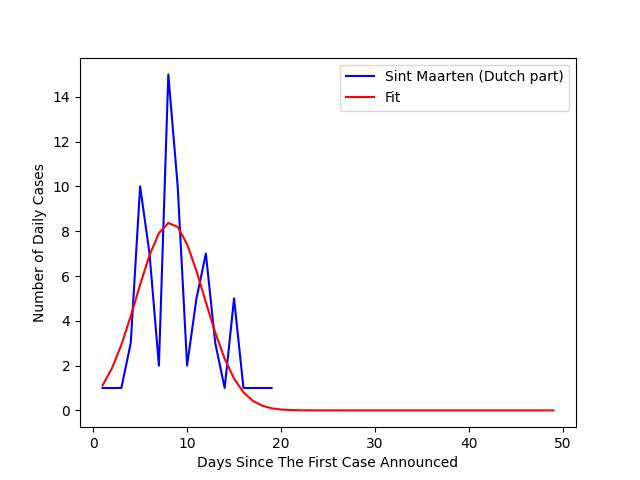 Sint Maarten (Dutch part)
Fit
Number of Daily Cases
14
12
10
8
6
4
2
0
0 10 20 30 40 50
Days Since The First Case Announced